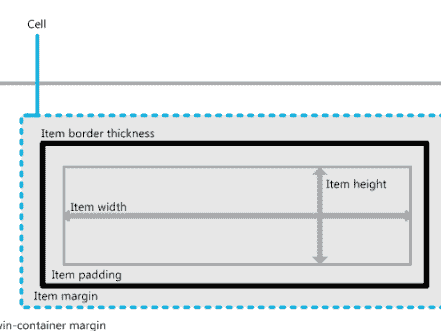 Cell
Item border thickness
Item height
Item width
Item padding
Item margin
win-container margin